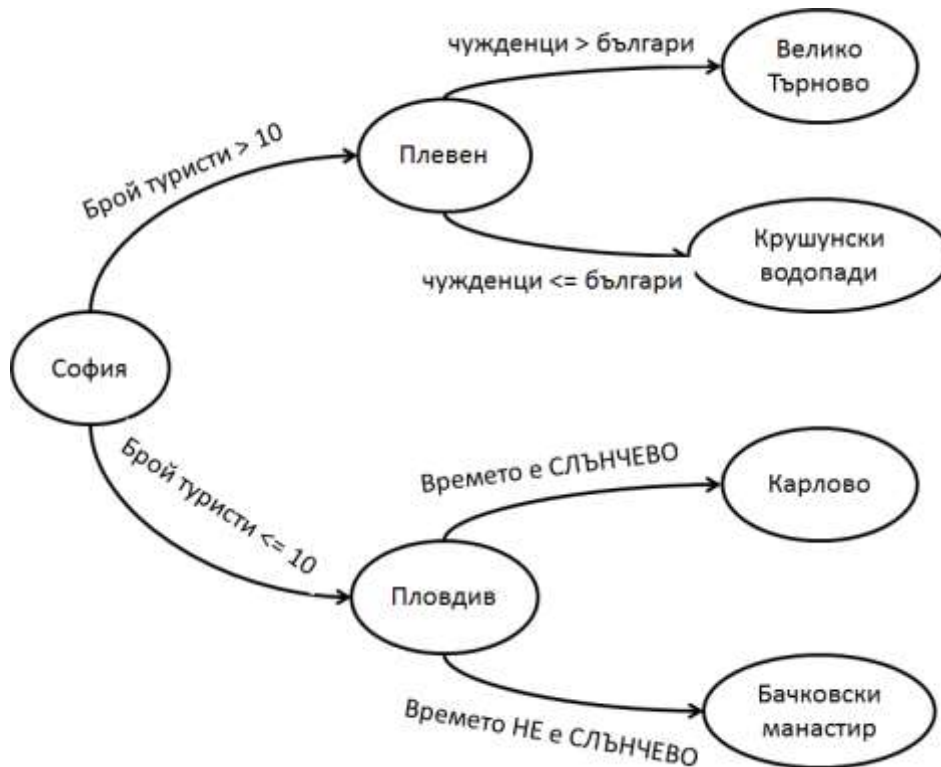 чужденци > българи
Велико
Търново
Брой туристи > 10
Плевен
Крушунски
водопади
чужденци <= българи
София
Брой туристи <= 10
Времето е СЛЪНЧЕВО
Карлово
Пловдив
Бачковски
манастир
Времето НЕ е СЛЪНЧЕВО